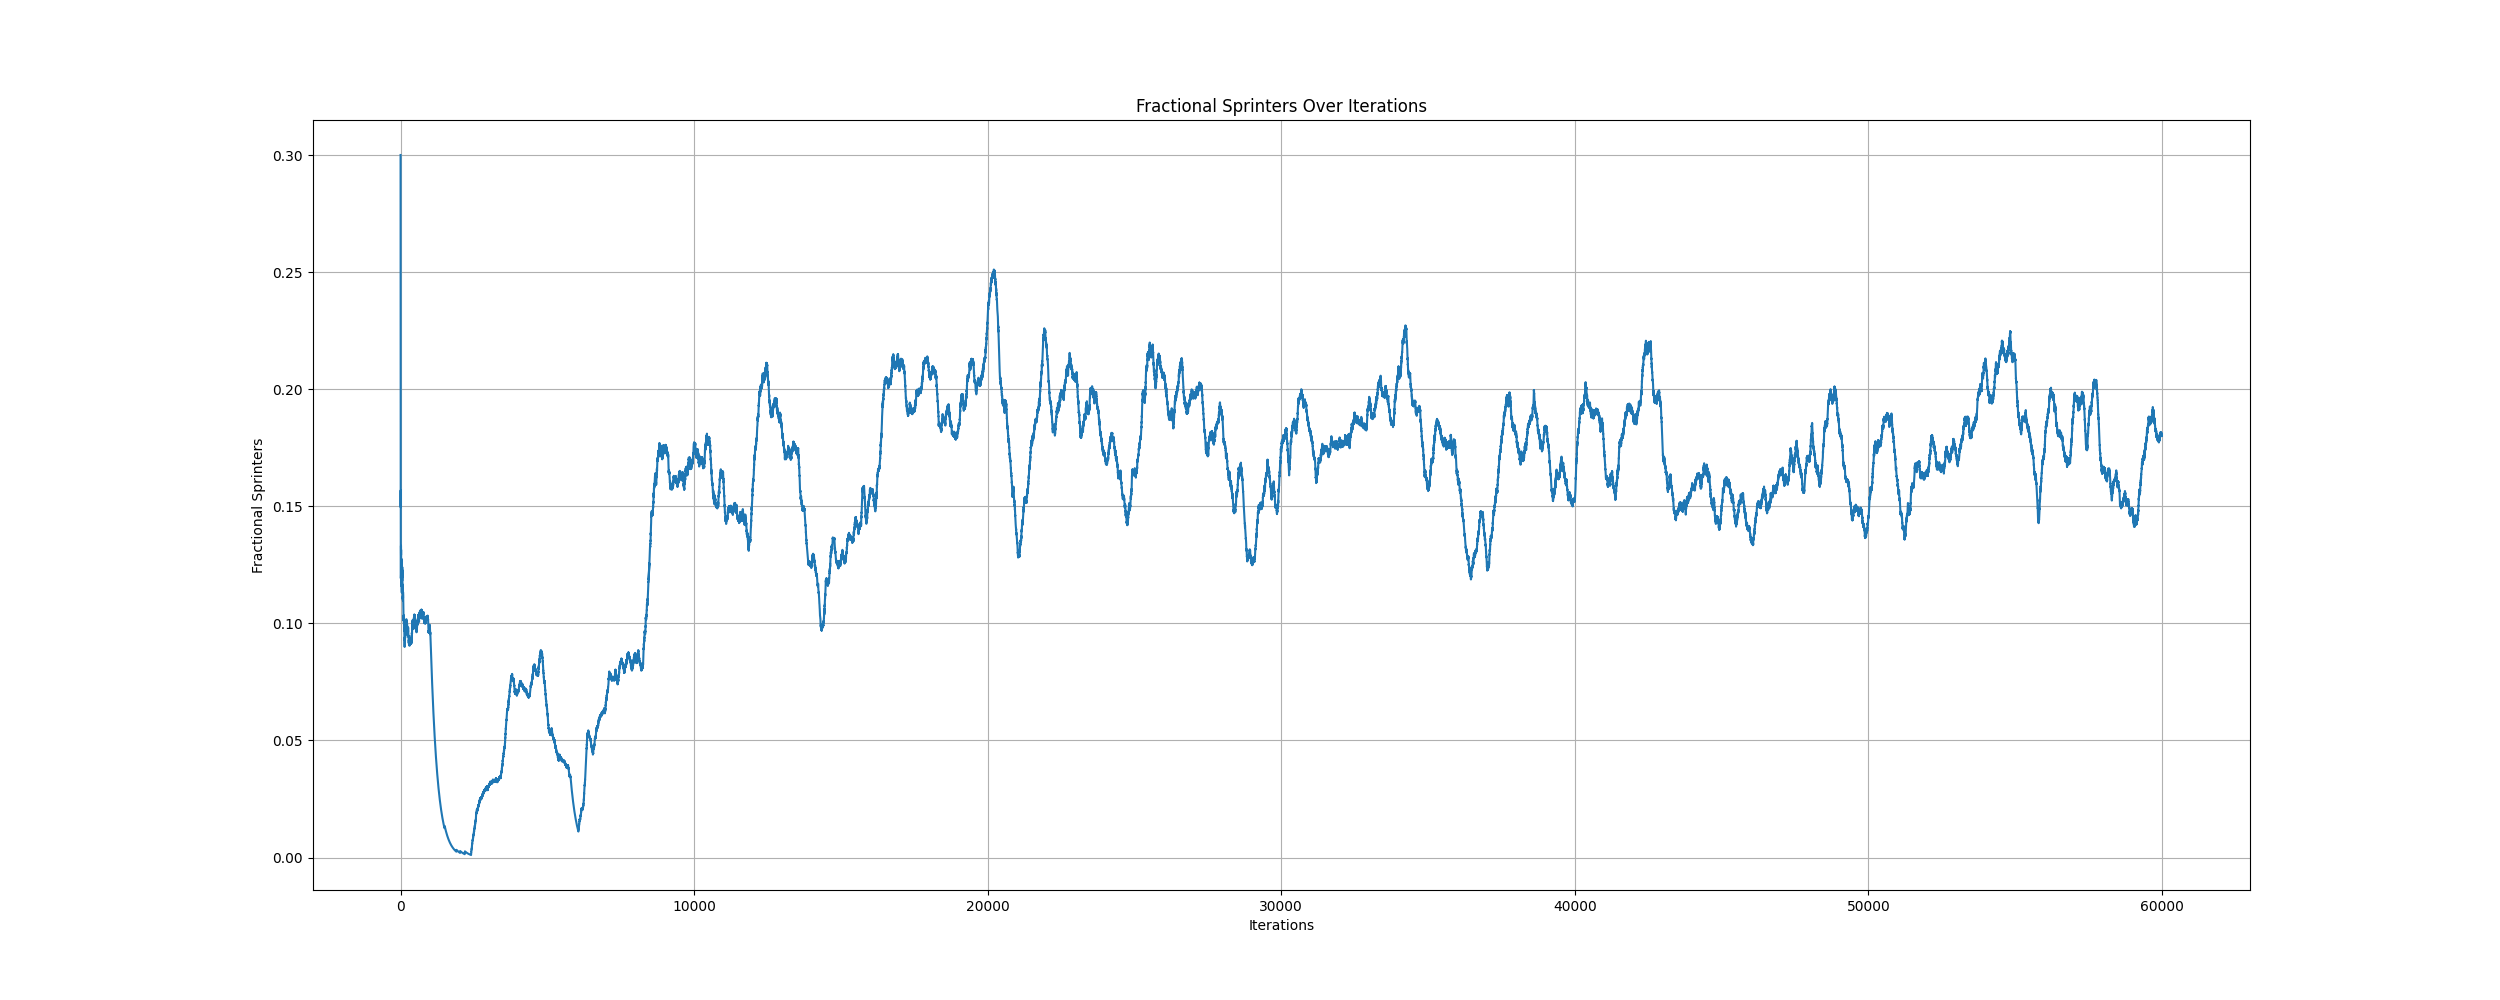 Fractional Sprinters Over Iterations
Fractional Sprinters
0.30
0.25
0.20
0.15
0.10
0.05
0.00
0 10000 20000 30000 40000 50000 60000
Iterations